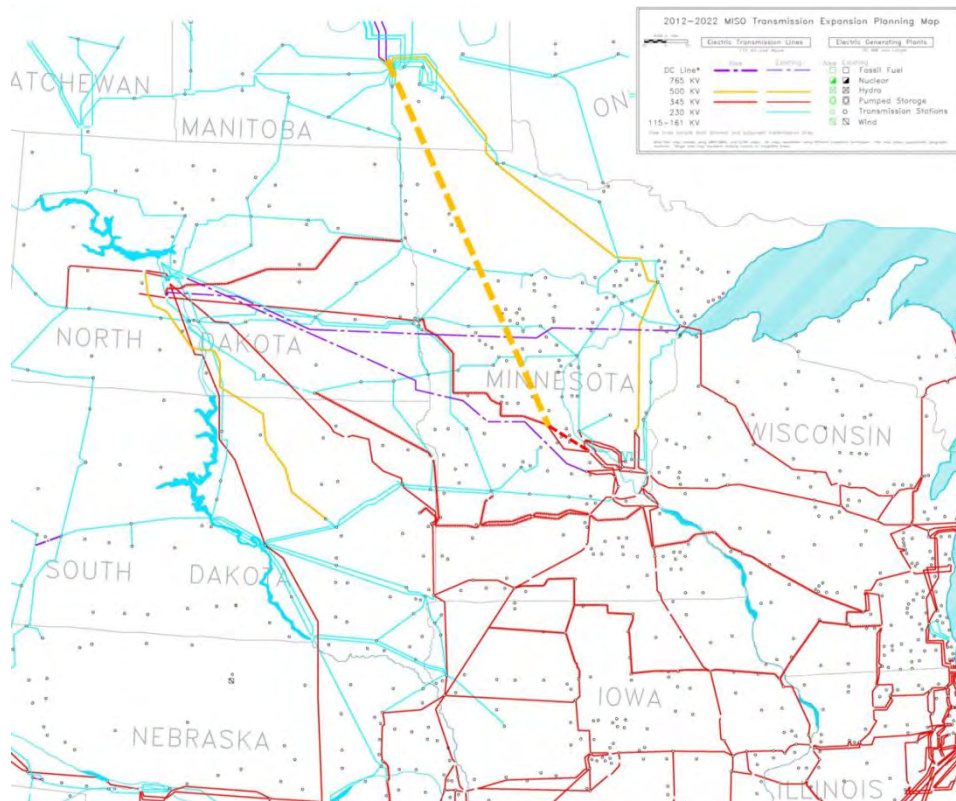 2012-2022 MISO Transmission Expansion Planning Map
Electric Transmission Lines
Electric Generating Plants
New
Existing
New
Existing
DC Line*
765 KV
500 KV
345 KV
230 KV
115-161 KV
Fossil Fuel
Nuclear
Hydro
Pumped Storage
Transmission Stations
Wind
ATCHEWAN
MANITOBA
ON
NORTH DAKOTA
MINNESOTA
WISCONSIN
SOUTH DAKOTA
IOWA
NEBRASKA
ILLINOIS